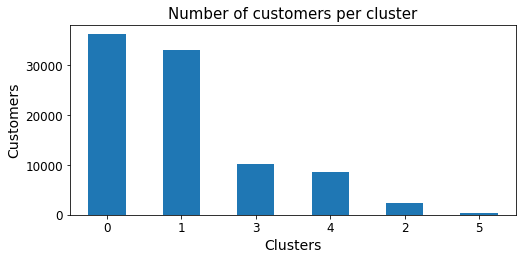 Number of customers per cluster
Customers
30000
20000
10000
0
0 1 3 4 2 5
Clusters